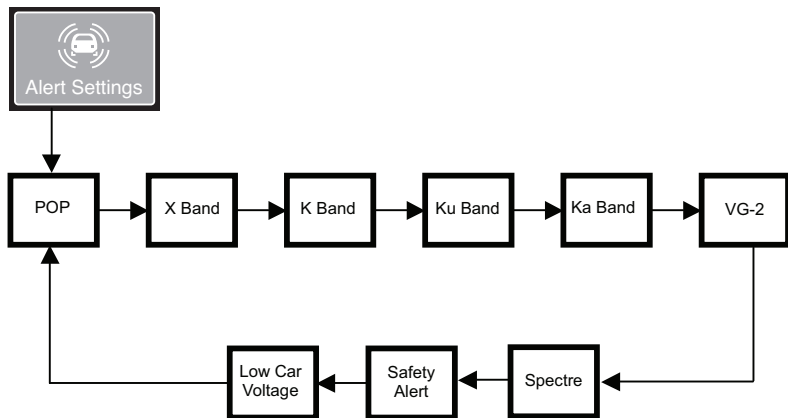 Alert Settings
POP
X Band
K Band
Ku Band
Ka Band
VG-2
Low Car
Voltage
Safety
Alert
Spectre